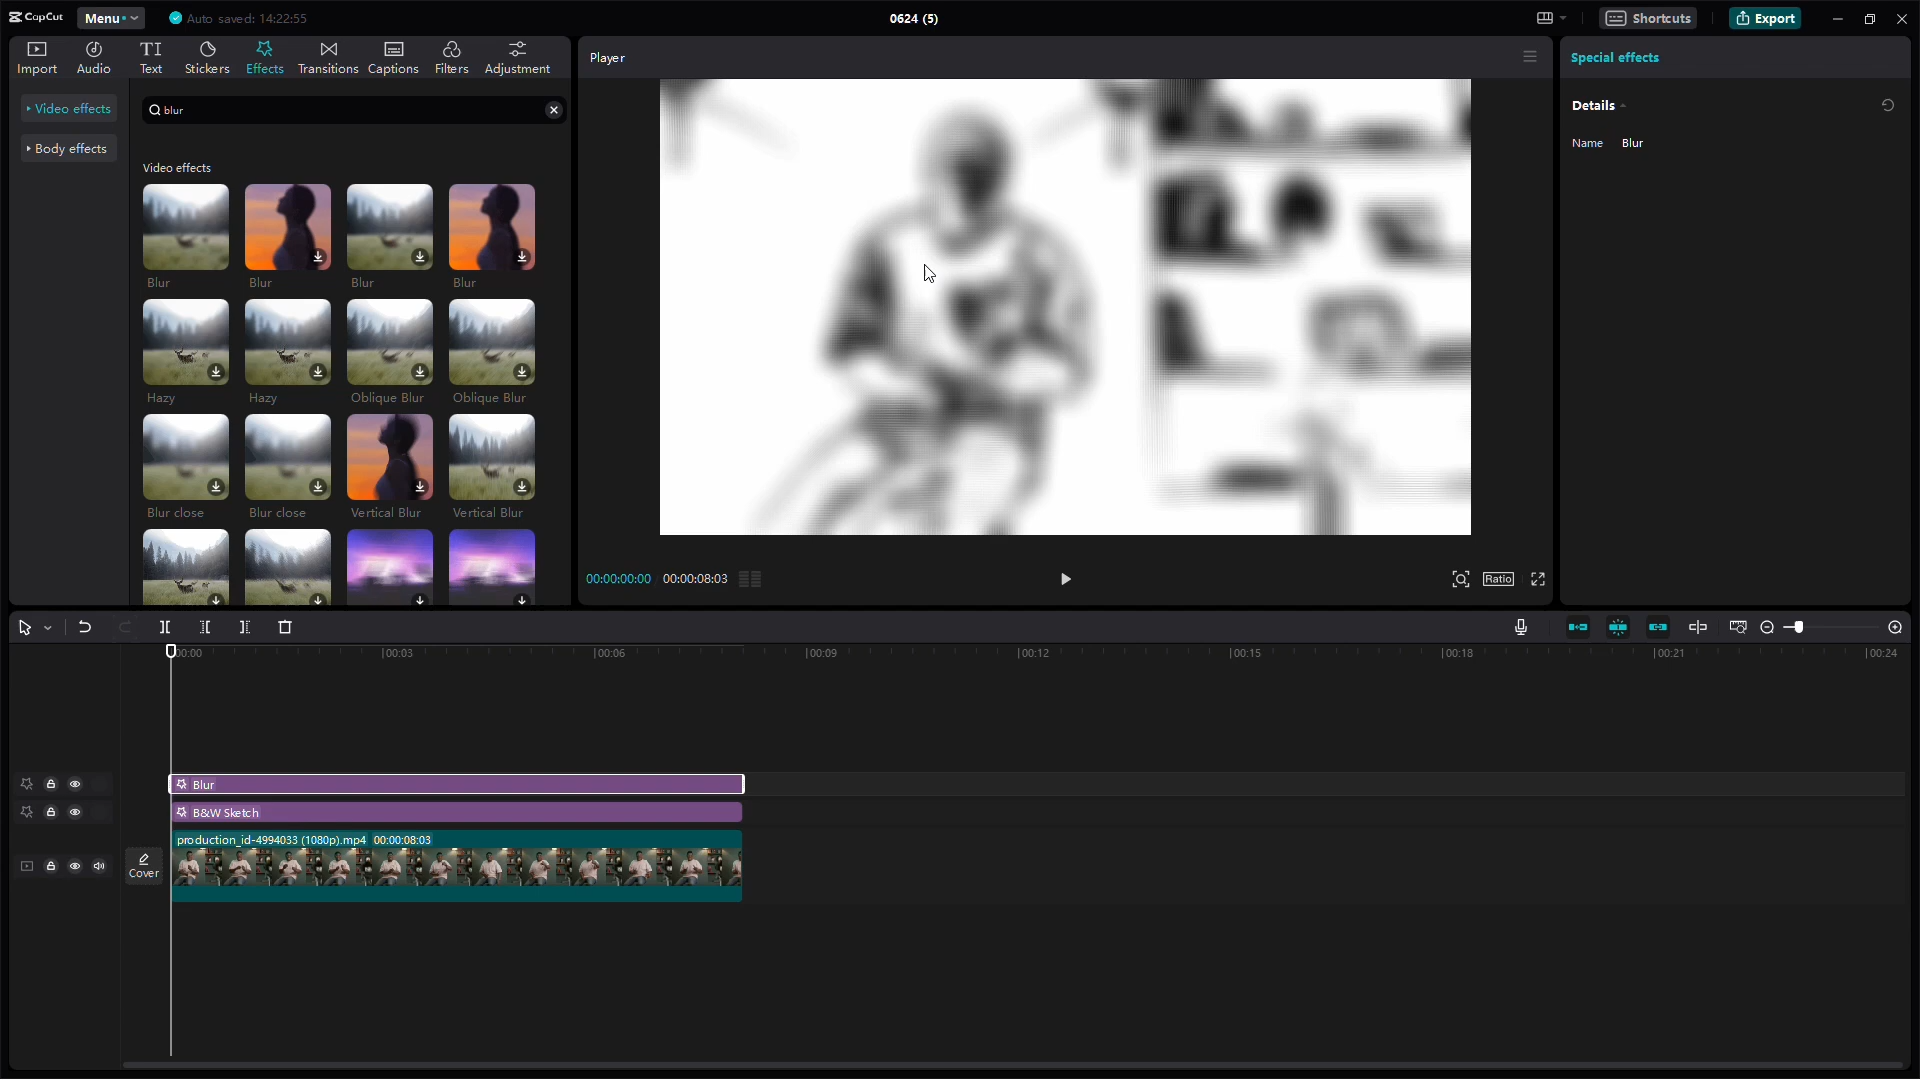 CapCut
Menu
Auto saved: 14:22:55
0624 (5)
Shortcuts
Export
Import
Audio
TI
Text
Stickers
Effects
Transitions
Captions
Filters
Adjustment
Video effects
Body effects
blur
Video effects
Blur
Blur
Blur
Blur
Hazy
Hazy
Oblique Blur
Oblique Blur
Blur close
Blur close
Vertical Blur
Vertical Blur
Player
00:00:00:00
00:00:08:03
Ratio
Special effects
Details
Name Blur
00:00
00:03
00:06
00:09
00:12
00:15
00:18
00:21
00:24
Blur
B&W Sketch
production_id-4994033 (1080p).mp4 00:00:08:03
Cover